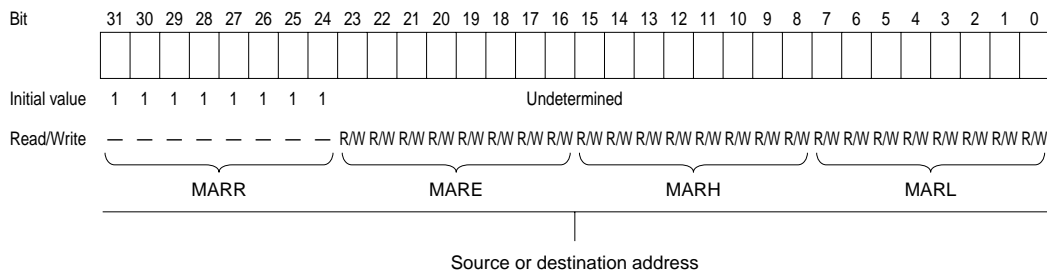 Bit 31 30 29 28 27 26 25 24 23 22 21 20 19 18 17 16 15 14 13 12 11 10 9 8 7 6 5 4 3 2 1 0
Initial value 1 1 1 1 1 1 1 1 Undetermined
Read/Write — — — — — — — — R/W R/W R/W R/W R/W R/W R/W R/W R/W R/W R/W R/W R/W R/W R/W R/W R/W R/W R/W R/W R/W R/W R/W R/W
MARR MARE MARH MARL
Source or destination address